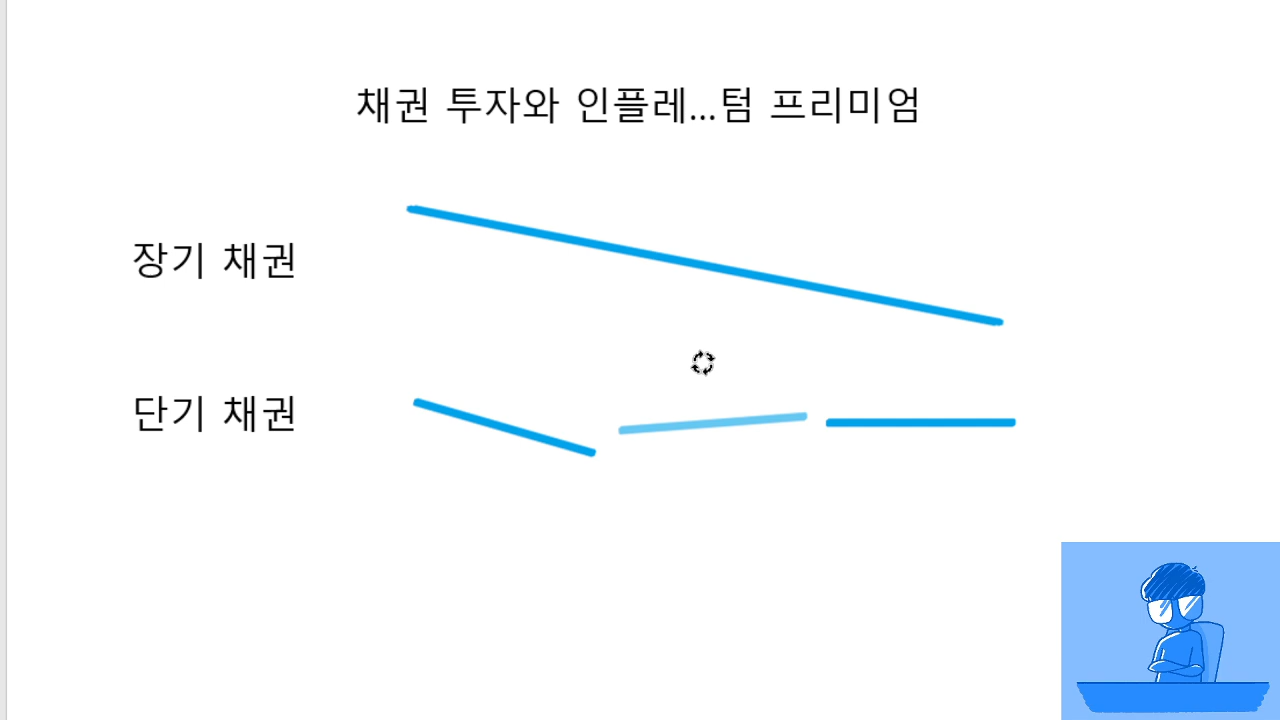 채권 투자와 인플레...텀 프리미엄
장기 채권
단기 채권